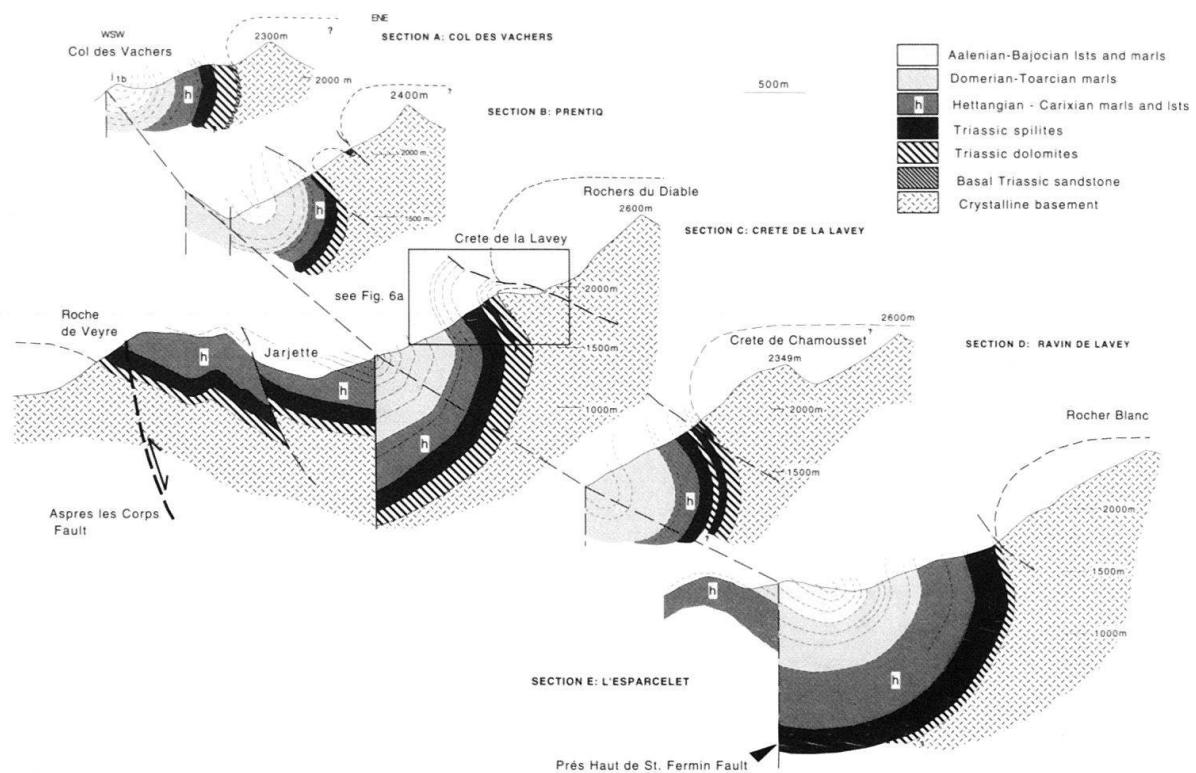 WSW
Col des Vachers
ENE
?
2300m
SECTION A: COL DES VACHERS
1b
h
2000 m
2400m
?
SECTION B: PRENTIQ
500m
Aalenian-Bajocian lsts and marls
Domerian-Toarcian marls
h
Hettangian - Carixian marls and lsts
Triassic spilites
Triassic dolomites
Basal Triassic sandstone
Crystalline basement
2000 m
h
1500 m
Rochers du Diable
2600m
SECTION C: CRETE DE LA LAVEY
Crete de la Lavey
see Fig. 6a
2000m
1500m
1000m
h
Roche
de Veyre
h
Jarjette
h
Aspres les Corps
Fault
2600m
?
Crete de Chamousset
2349m
SECTION D: RAVIN DE LAVEY
2000m
1500m
h
?
Rocher Blanc
2000m
1500m
1000m
h
h
SECTION E: L'ESPARCELET
Prés Haut de St. Fermin Fault